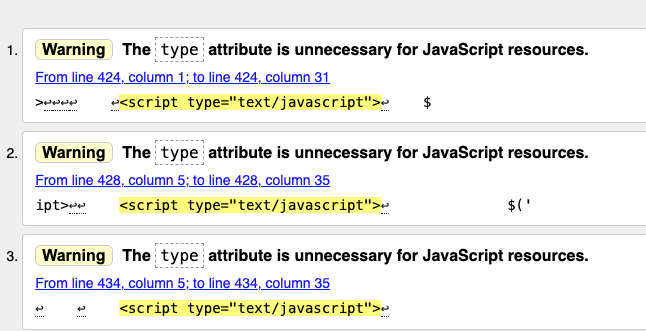 1. Warning The type attribute is unnecessary for JavaScript resources.
From line 424, column 1; to line 424, column 31
>↩↩↩↩    ↩<script type="text/javascript">↩    $
2. Warning The type attribute is unnecessary for JavaScript resources.
From line 428, column 5; to line 428, column 35
ipt>↩↩    <script type="text/javascript">↩              $('
3. Warning The type attribute is unnecessary for JavaScript resources.
From line 434, column 5; to line 434, column 35
↩    ↩    <script type="text/javascript">↩